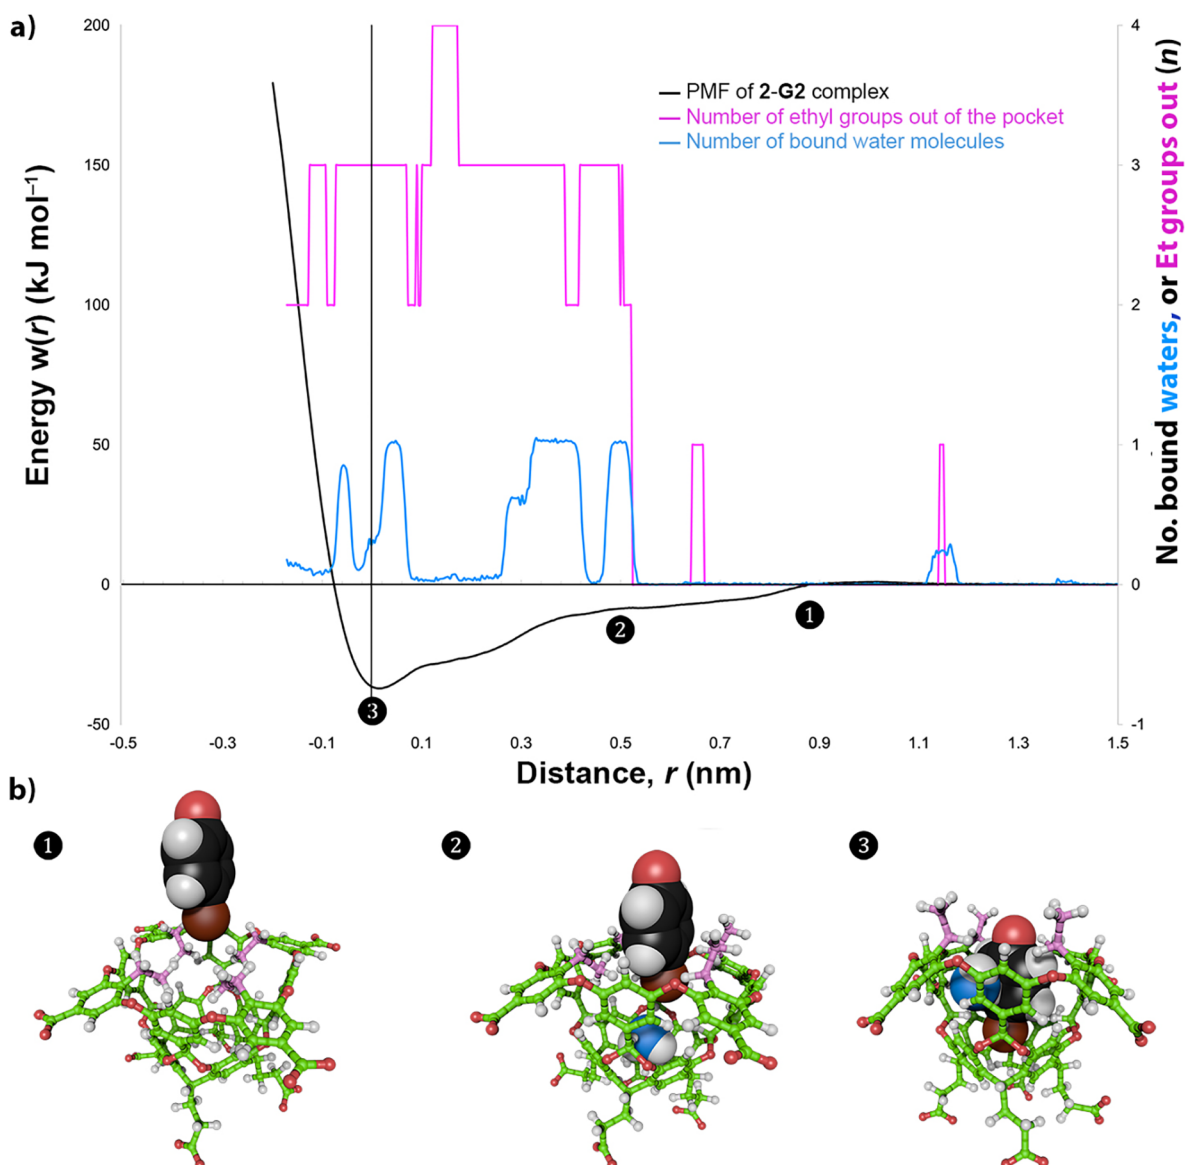 a)
200
150
100
50
0
-50
Energy w(r) (kJ mol⁻¹)
PMF of 2-G2 complex
Number of ethyl groups out of the pocket
Number of bound water molecules
4
3
2
1
0
-1
No. bound waters, or Et groups out (n)
1
2
3
-0.5 -0.3 -0.1 0.1 0.3 0.5 0.7 0.9 1.1 1.3 1.5
Distance, r (nm)
b)
1
2
3